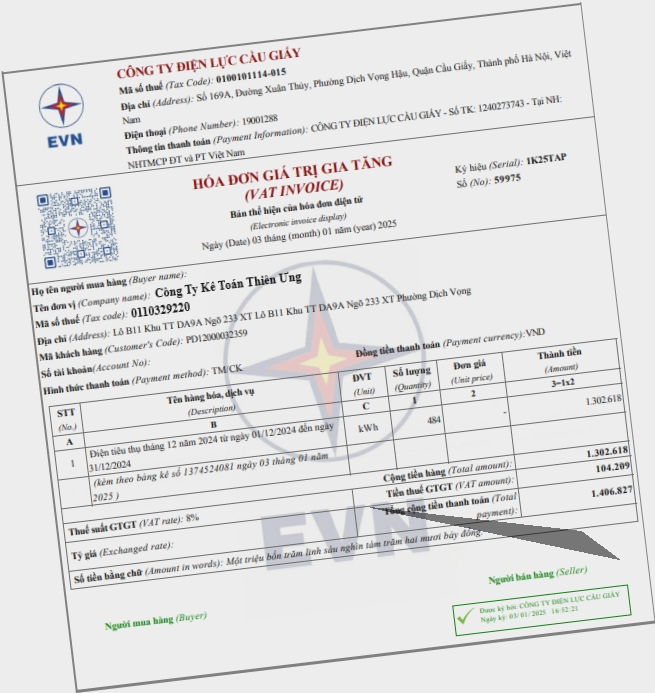 CÔNG TY ĐIỆN LỰC CẦU GIẤY
Mã số thuế (Tax Code): 0100101114-015
Địa chỉ (Address): Số 169A, Đường Xuân Thủy, Phường Dịch Vọng Hậu, Quận Cầu Giấy, Thành phố Hà Nội, Việt
Nam
Điện thoại (Phone Number): 19001288
Thông tin thanh toán (Payment Information): CÔNG TY ĐIỆN LỰC CẦU GIẤY - Số TK: 1240273743 - Tại NH:
NHTMCP ĐT và PT Việt Nam
EVN
HÓA ĐƠN GIÁ TRỊ GIA TĂNG
(VAT INVOICE)
Bản thể hiện của hóa đơn điện tử
(Electronic invoice display)
Ngày (Date) 03 tháng (month) 01 năm (year) 2025
Ký hiệu (Serial): 1K25TAP
Số (No): 59975
Họ tên người mua hàng (Buyer name):
Tên đơn vị (Company name): Công Ty Kế Toán Thiên Ưng
Mã số thuế (Tax code): 0110329220
Địa chỉ (Address): Lô B11 Khu TT DA9A Ngõ 233 XT Lô B11 Khu TT DA9A Ngõ 233 XT Phường Dịch Vọng
Mã khách hàng (Customer's Code): PD12000032359
Số tài khoản(Account No):
Hình thức thanh toán (Payment method): TM/CK
Đồng tiền thanh toán (Payment currency):VND
STT (No.) Tên hàng hóa, dịch vụ (Description) ĐVT (Unit) Số lượng (Quantity) Đơn giá (Unit price) Thành tiền (Amount)
A B C 1 2 3=1x2
1 Điện tiêu thụ tháng 12 năm 2024 từ ngày 01/12/2024 đến ngày kWh 484 - 1.302.618
31/12/2024
(kèm theo bảng kê số 1374524081 ngày 03 tháng 01 năm
2025 )
Cộng tiền hàng (Total amount): 1.302.618
Thuế suất GTGT (VAT rate): 8% Tiền thuế GTGT (VAT amount): 104.209
Tỷ giá (Exchanged rate): Tổng cộng tiền thanh toán (Total payment): 1.406.827
Số tiền bằng chữ (Amount in words): Một triệu bốn trăm linh sáu nghìn tám trăm hai mươi bảy đồng.
EVN
Người mua hàng (Buyer)
Người bán hàng (Seller)
Được ký bởi: CÔNG TY ĐIỆN LỰC CẦU GIẤY
Ngày ký: 03/ 01/ 2025 16:52:21